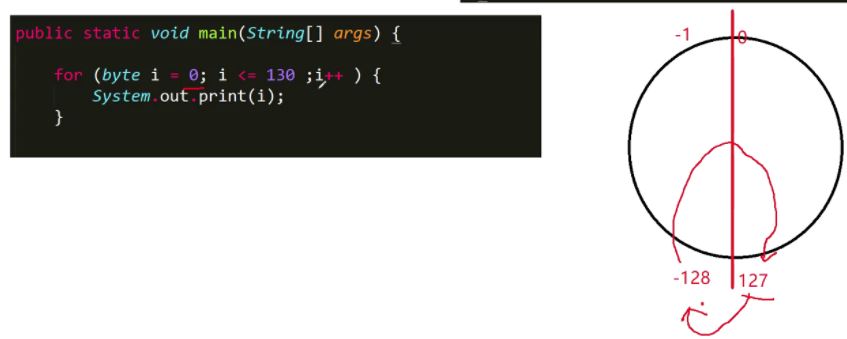 public static void main(String[] args) {
for (byte i = 0; i <= 130 ;i++ ) {
System.out.print(i);
}
-1
0
-128
127